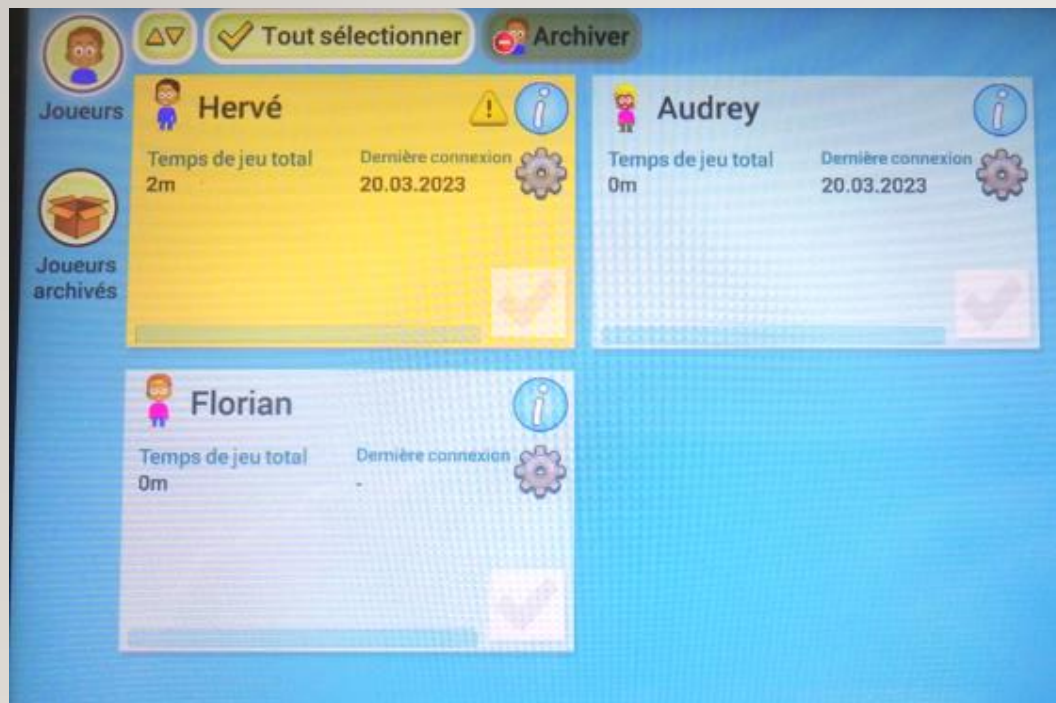 Tout sélectionner
Archiver
Joueurs
Joueurs
archivés
Hervé
Temps de jeu total
2m
Dernière connexion
20.03.2023
Audrey
Temps de jeu total
0m
Dernière connexion
20.03.2023
Florian
Temps de jeu total
0m
Dernière connexion
-